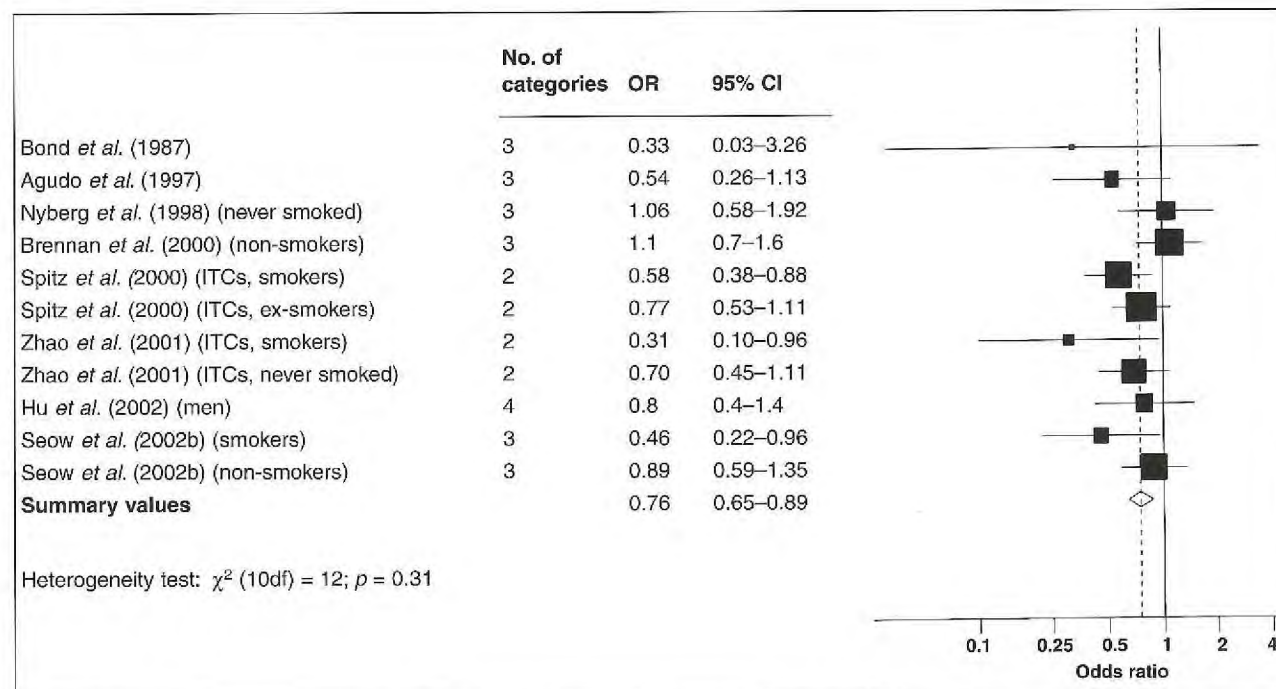 No. of
categories OR 95% CI
Bond et al. (1987) 3 0.33 0.03–3.26
Agudo et al. (1997) 3 0.54 0.26–1.13
Nyberg et al. (1998) (never smoked) 3 1.06 0.58–1.92
Brennan et al. (2000) (non-smokers) 3 1.1 0.7–1.6
Spitz et al. (2000) (ITCs, smokers) 2 0.58 0.38–0.88
Spitz et al. (2000) (ITCs, ex-smokers) 2 0.77 0.53–1.11
Zhao et al. (2001) (ITCs, smokers) 2 0.31 0.10–0.96
Zhao et al. (2001) (ITCs, never smoked) 2 0.70 0.45–1.11
Hu et al. (2002) (men) 4 0.8 0.4–1.4
Seow et al. (2002b) (smokers) 3 0.46 0.22–0.96
Seow et al. (2002b) (non-smokers) 3 0.89 0.59–1.35
Summary values 0.76 0.65–0.89
Heterogeneity test: χ² (10df) = 12; p = 0.31
0.1 0.25 0.5 1 2 4
Odds ratio